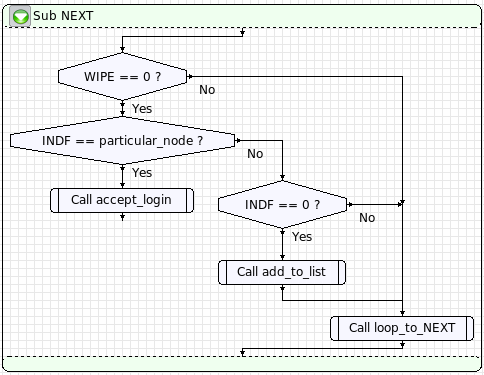 Sub NEXT
WIPE == 0 ?
No
Yes
INDF == particular_node ?
No
Yes
Call accept_login
INDF == 0 ?
No
Yes
Call add_to_list
Call loop_to_NEXT